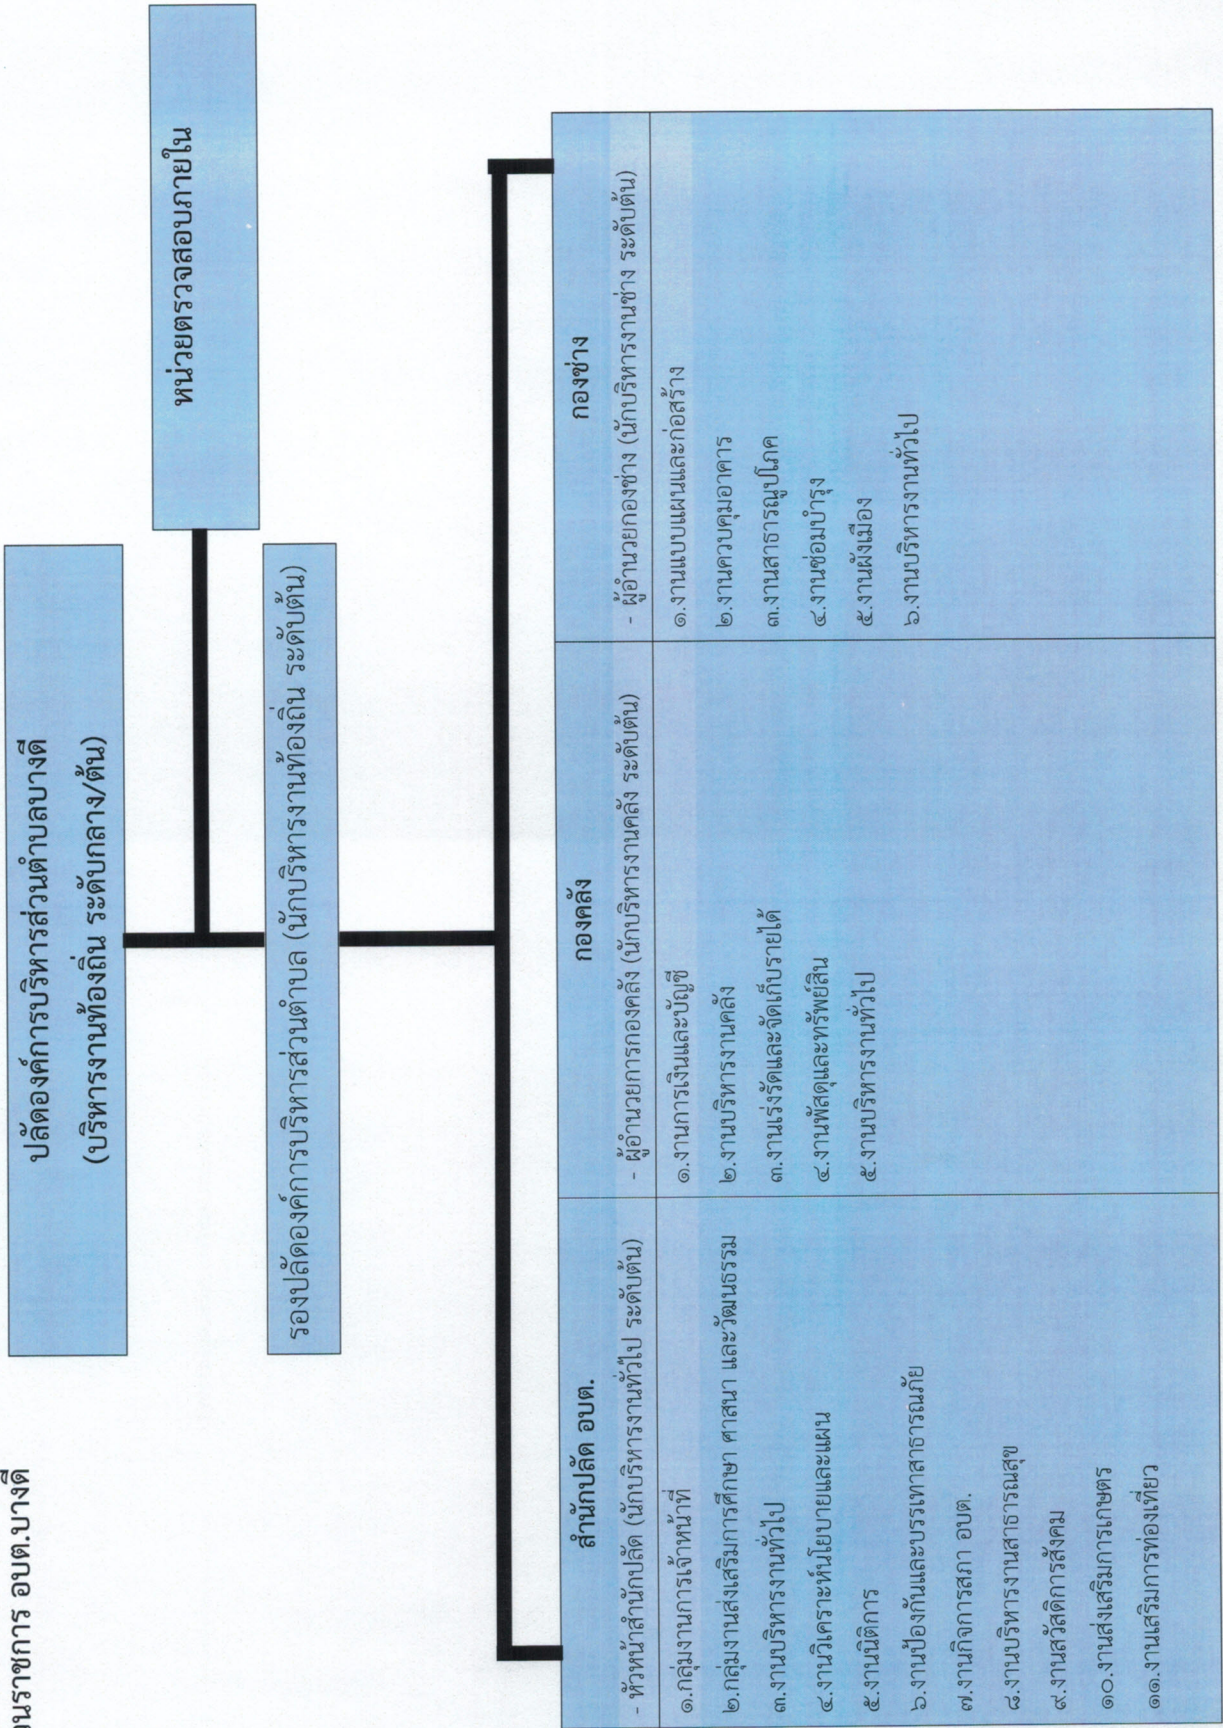 นราชการ อบต.บางดี
ปลัดองค์การบริหารส่วนตำบลบางดี
(บริหารงานท้องถิ่น ระดับกลาง/ต้น)
หน่วยตรวจสอบภายใน
รองปลัดองค์การบริหารส่วนตำบล (นักบริหารงานท้องถิ่น ระดับต้น)
สำนักปลัด อบต.
- หัวหน้าสำนักปลัด (นักบริหารงานทั่วไป ระดับต้น)
๑.กลุ่มงานการเจ้าหน้าที่
๒.กลุ่มงานส่งเสริมการศึกษา ศาสนา และวัฒนธรรม
๓.งานบริหารงานทั่วไป
๔.งานวิเคราะห์นโยบายและแผน
๕.งานนิติการ
๖.งานป้องกันและบรรเทาสาธารณภัย
๗.งานกิจการสภา อบต.
๘.งานบริหารงานสาธารณสุข
๙.งานสวัสดิการสังคม
๑๐.งานส่งเสริมการเกษตร
๑๑.งานเสริมการท่องเที่ยว
กองคลัง
- ผู้อำนวยการกองคลัง (นักบริหารงานคลัง ระดับต้น)
๑.งานการเงินและบัญชี
๒.งานบริหารงานคลัง
๓.งานเร่งรัดและจัดเก็บรายได้
๔.งานพัสดุและทรัพย์สิน
๕.งานบริหารงานทั่วไป
กองช่าง
- ผู้อำนวยกองช่าง (นักบริหารงานช่าง ระดับต้น)
๑.งานแบบแผนและก่อสร้าง
๒.งานควบคุมอาคาร
๓.งานสาธารณูปโภค
๔.งานซ่อมบำรุง
๕.งานผังเมือง
๖.งานบริหารงานทั่วไป